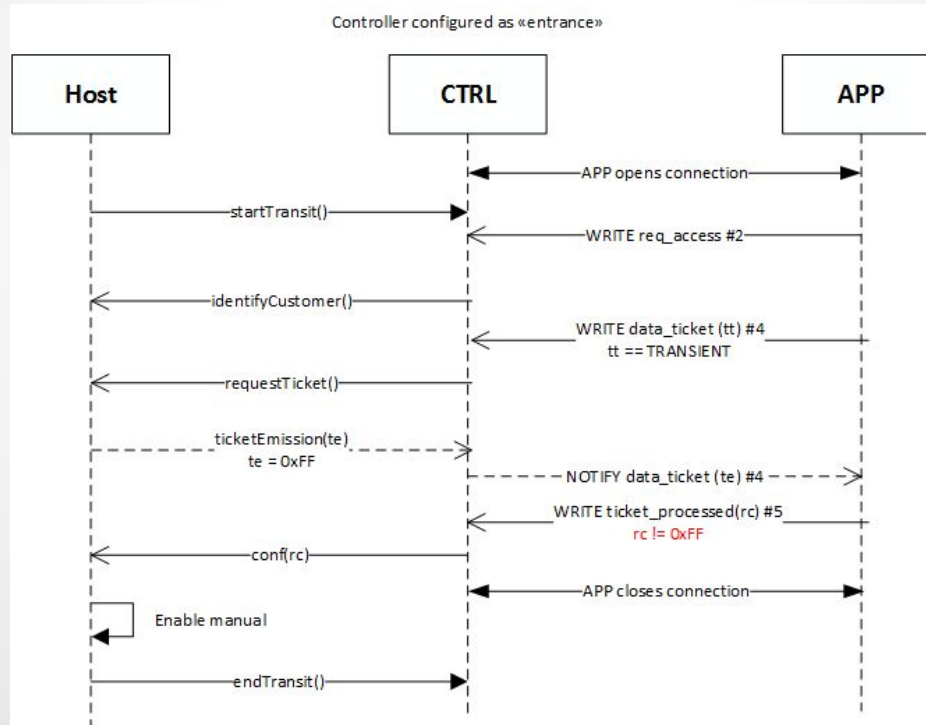 Controller configured as «entrance»
Host
CTRL
APP
APP opens connection
startTransit()
WRITE req_access #2
identifyCustomer()
WRITE data_ticket (tt) #4
tt == TRANSIENT
requestTicket()
ticketEmission(te)
te = 0xFF
NOTIFY data_ticket (te) #4
WRITE ticket_processed(rc) #5
rc != 0xFF
conf(rc)
APP closes connection
Enable manual
endTransit()